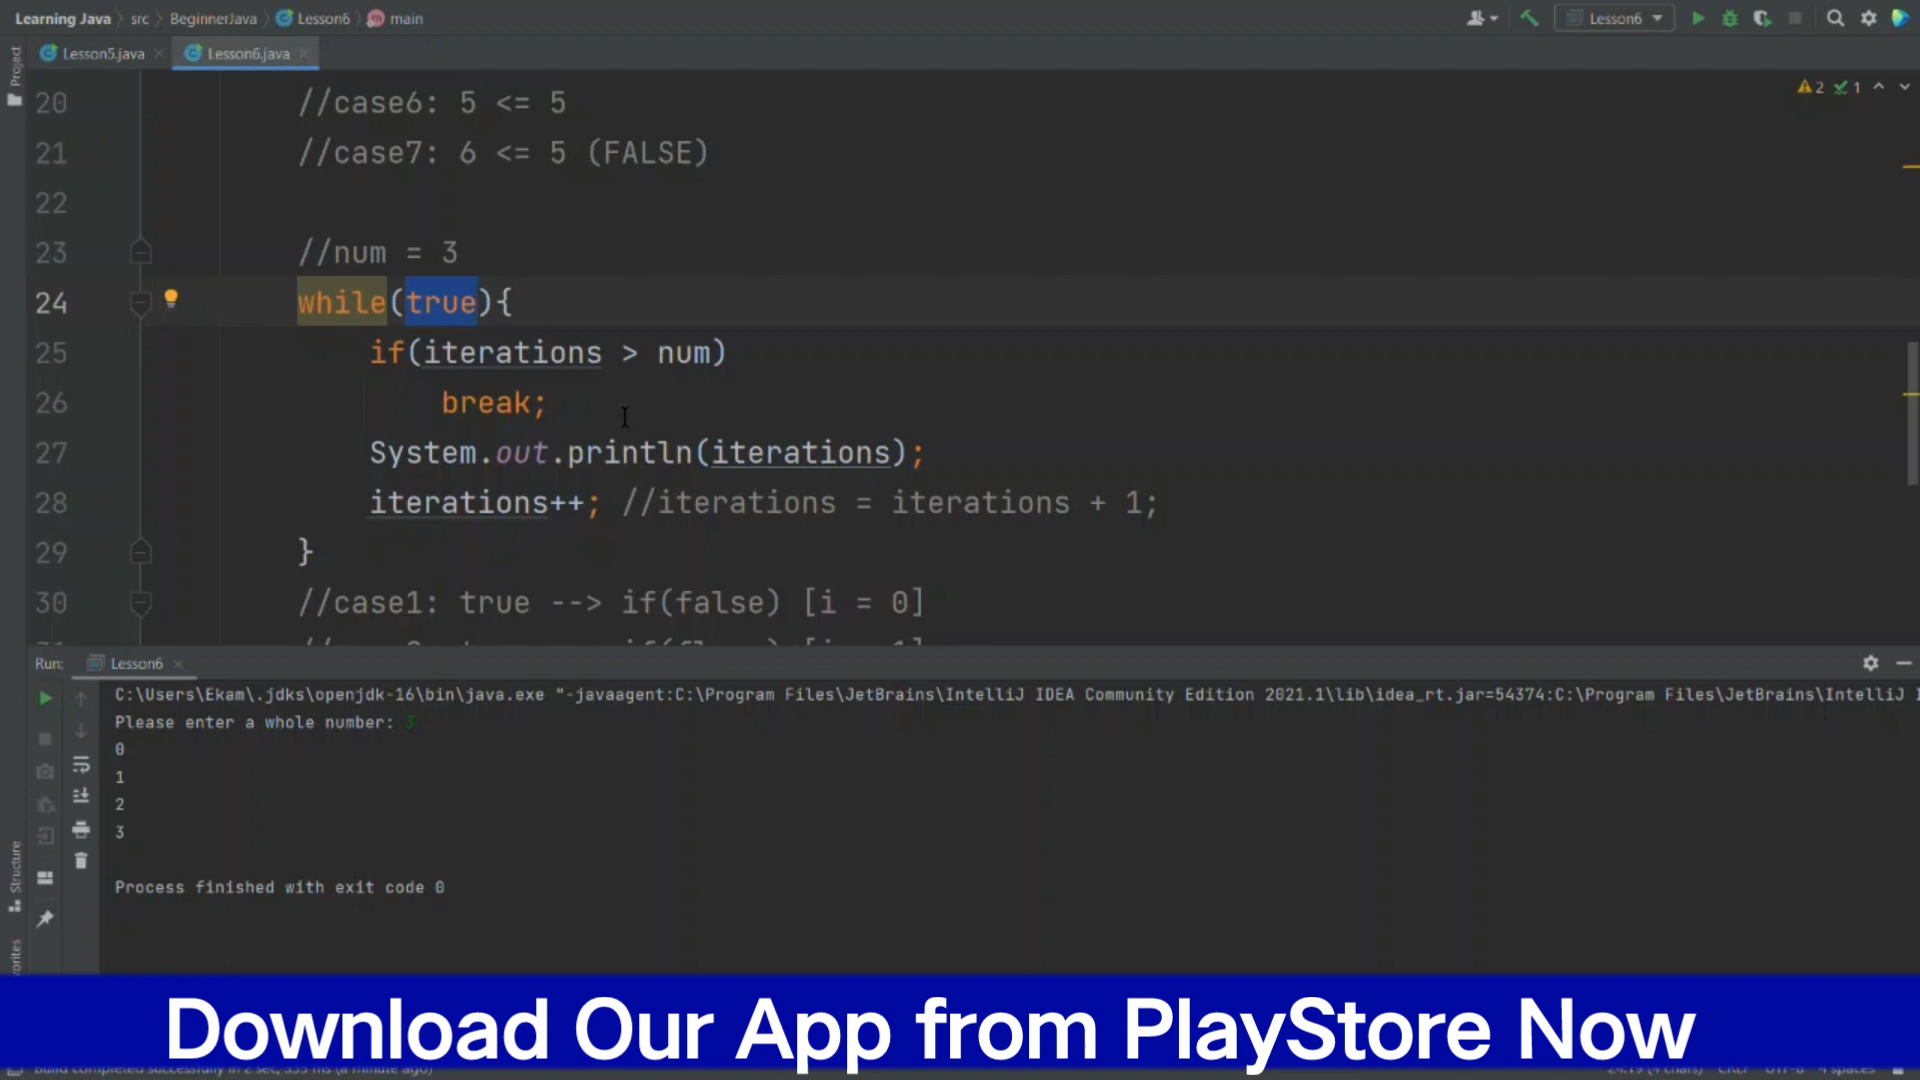 Learning Java src BeginnerJava Lesson6 main
Lesson6
Lesson5.java
Lesson6.java
Project
2 1
20 //case6: 5 <= 5
21 //case7: 6 <= 5 (FALSE)
22
23 //num = 3
24 while(true){
25 if(iterations > num)
26 break;
27 System.out.println(iterations);
28 iterations++; //iterations = iterations + 1;
29 }
30 //case1: true --> if(false) [i = 0]
Run: Lesson6
C:\Users\Ekam\.jdks\openjdk-16\bin\java.exe "-javaagent:C:\Program Files\JetBrains\IntelliJ IDEA Community Edition 2021.1\lib\idea_rt.jar=54374:C:\Program Files\JetBrains\IntelliJ
Please enter a whole number: 3
0
1
2
3
Process finished with exit code 0
Structure
Download Our App from PlayStore Now